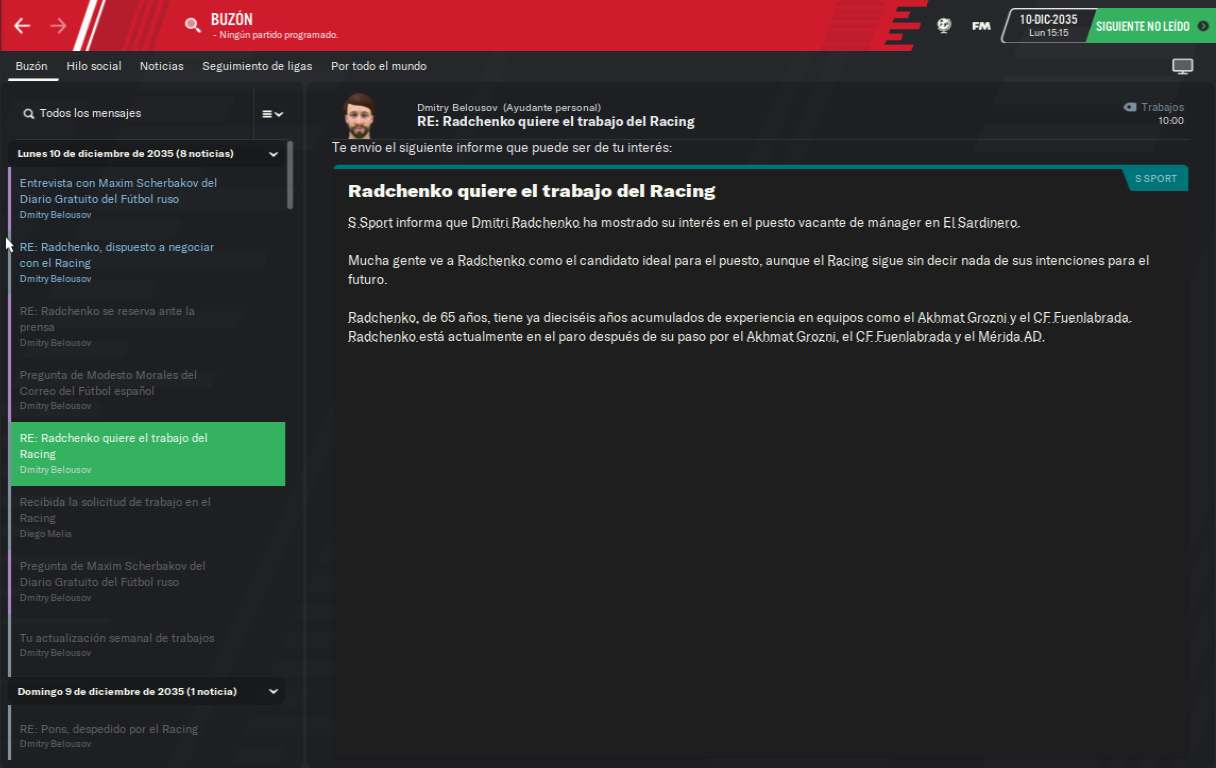 BUZÓN
- Ningún partido programado.
FM
10-DIC-2035
Lun 15:15
SIGUIENTE NO LEÍDO
Buzón
Hilo social
Noticias
Seguimiento de ligas
Por todo el mundo
Todos los mensajes
Lunes 10 de diciembre de 2035 (8 noticias)
Entrevista con Maxim Scherbakov del
Diario Gratuito del Fútbol ruso
Dmitry Belousov
RE: Radchenko, dispuesto a negociar
con el Racing
Dmitry Belousov
RE: Radchenko se reserva ante la
prensa
Dmitry Belousov
Pregunta de Modesto Morales del
Correo del Fútbol español
Dmitry Belousov
RE: Radchenko quiere el trabajo del
Racing
Dmitry Belousov
Recibida la solicitud de trabajo en el
Racing
Diego Melia
Pregunta de Maxim Scherbakov del
Diario Gratuito del Fútbol ruso
Dmitry Belousov
Tu actualización semanal de trabajos
Dmitry Belousov
Domingo 9 de diciembre de 2035 (1 noticia)
RE: Pons, despedido por el Racing
Dmitry Belousov
Dmitry Belousov (Ayudante personal)
RE: Radchenko quiere el trabajo del Racing
Trabajos
10:00
Te envío el siguiente informe que puede ser de tu interés:
S SPORT
Radchenko quiere el trabajo del Racing
S Sport informa que Dmitri Radchenko ha mostrado su interés en el puesto vacante de mánager en El Sardinero.
Mucha gente ve a Radchenko como el candidato ideal para el puesto, aunque el Racing sigue sin decir nada de sus intenciones para el
futuro.
Radchenko, de 65 años, tiene ya dieciséis años acumulados de experiencia en equipos como el Akhmat Grozni y el CF Fuenlabrada.
Radchenko está actualmente en el paro después de su paso por el Akhmat Grozni, el CF Fuenlabrada y el Mérida AD.